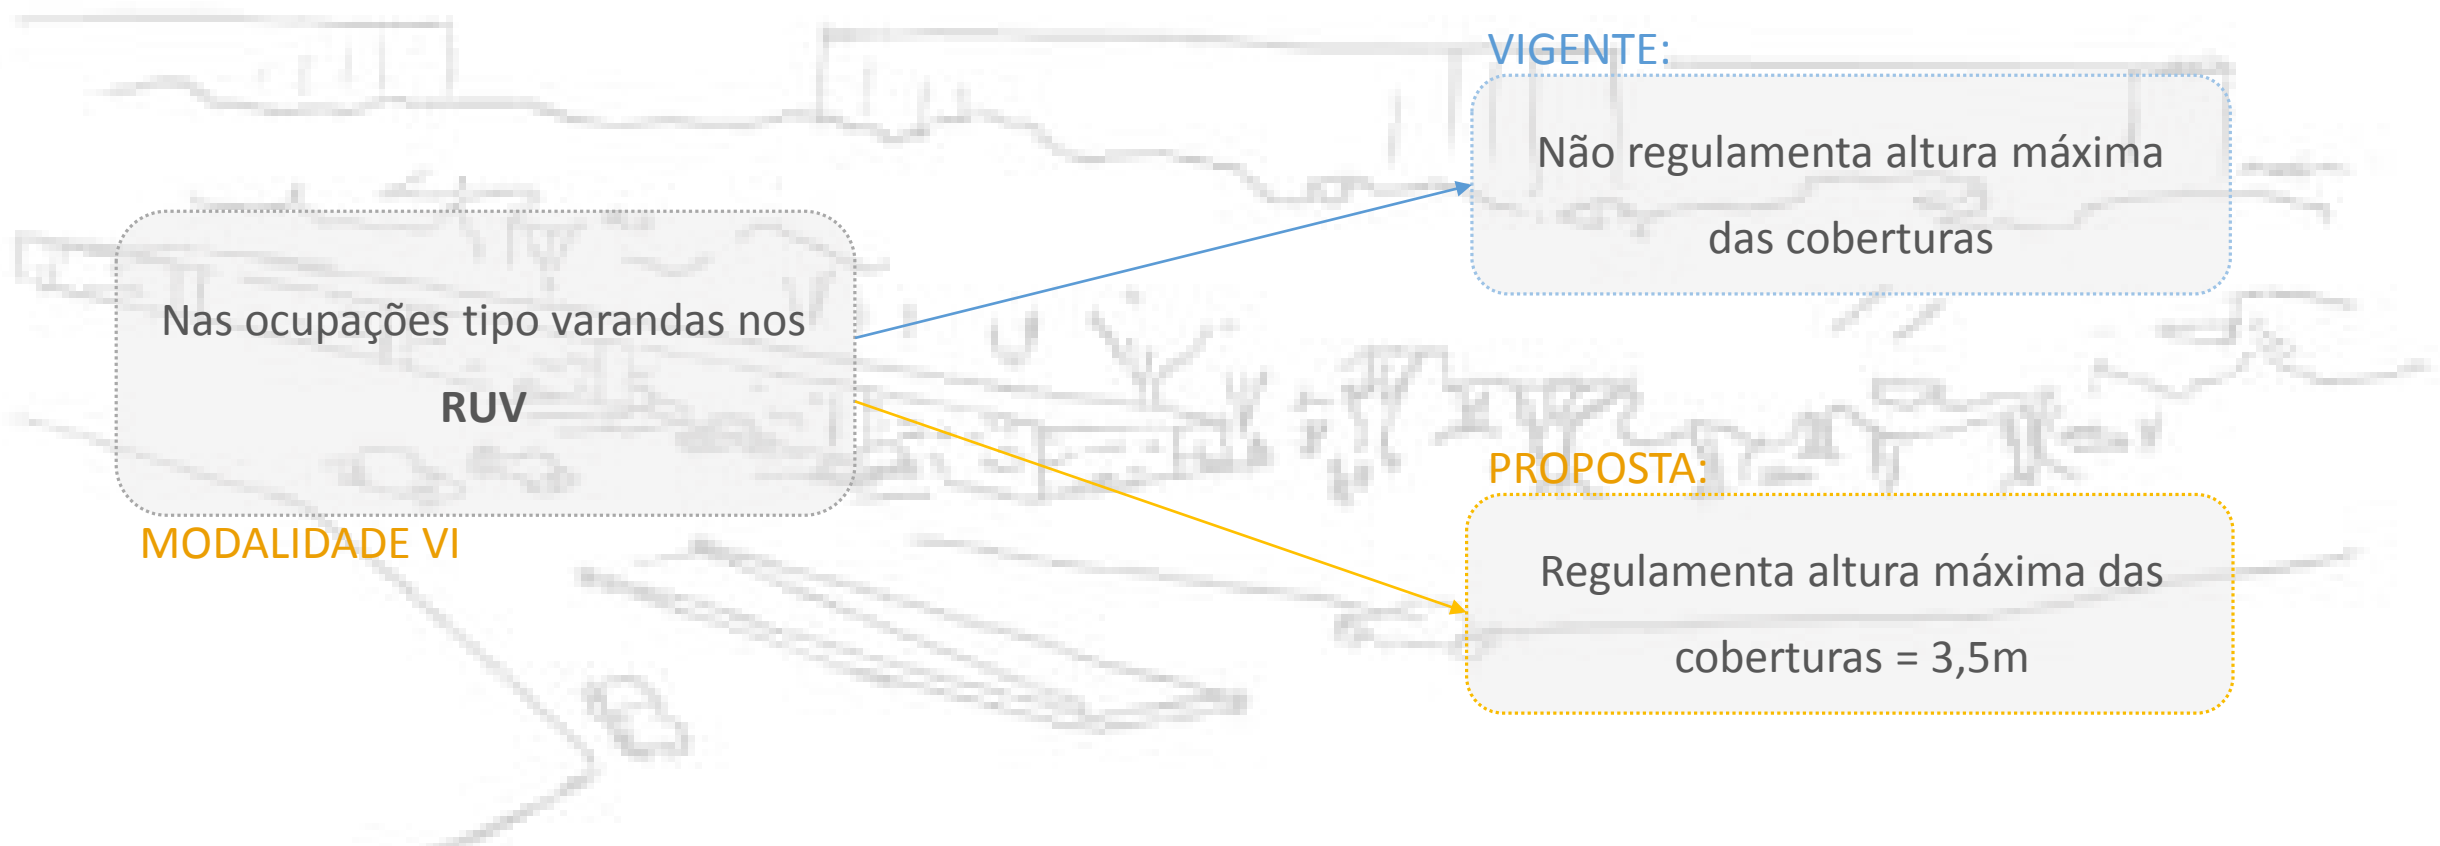 Nas ocupações tipo varandas nos
RUV
MODALIDADE VI
VIGENTE:
Não regulamenta altura máxima
das coberturas
PROPOSTA:
Regulamenta altura máxima das
coberturas = 3,5m